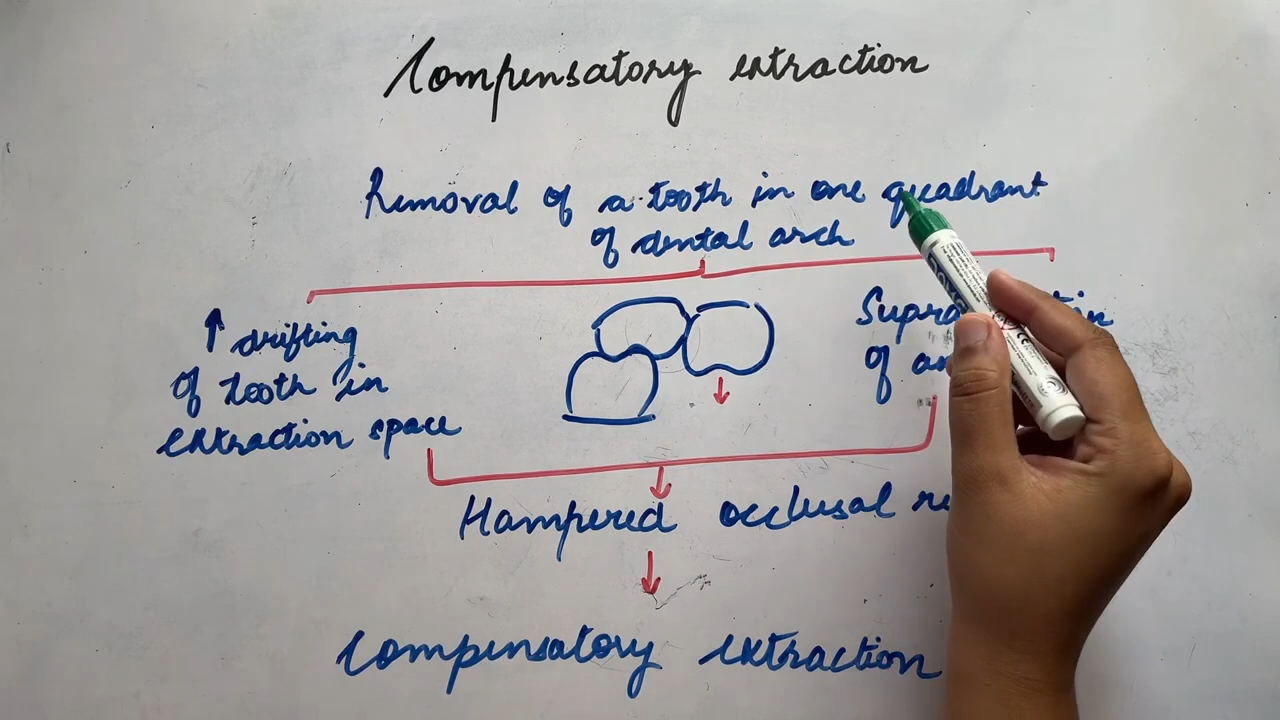 Compensatory extraction
Removal of a tooth in one quadrant
of dental arch
↑ drifting
of tooth in
extraction space
of
Hampered occlusal
Compensatory extraction